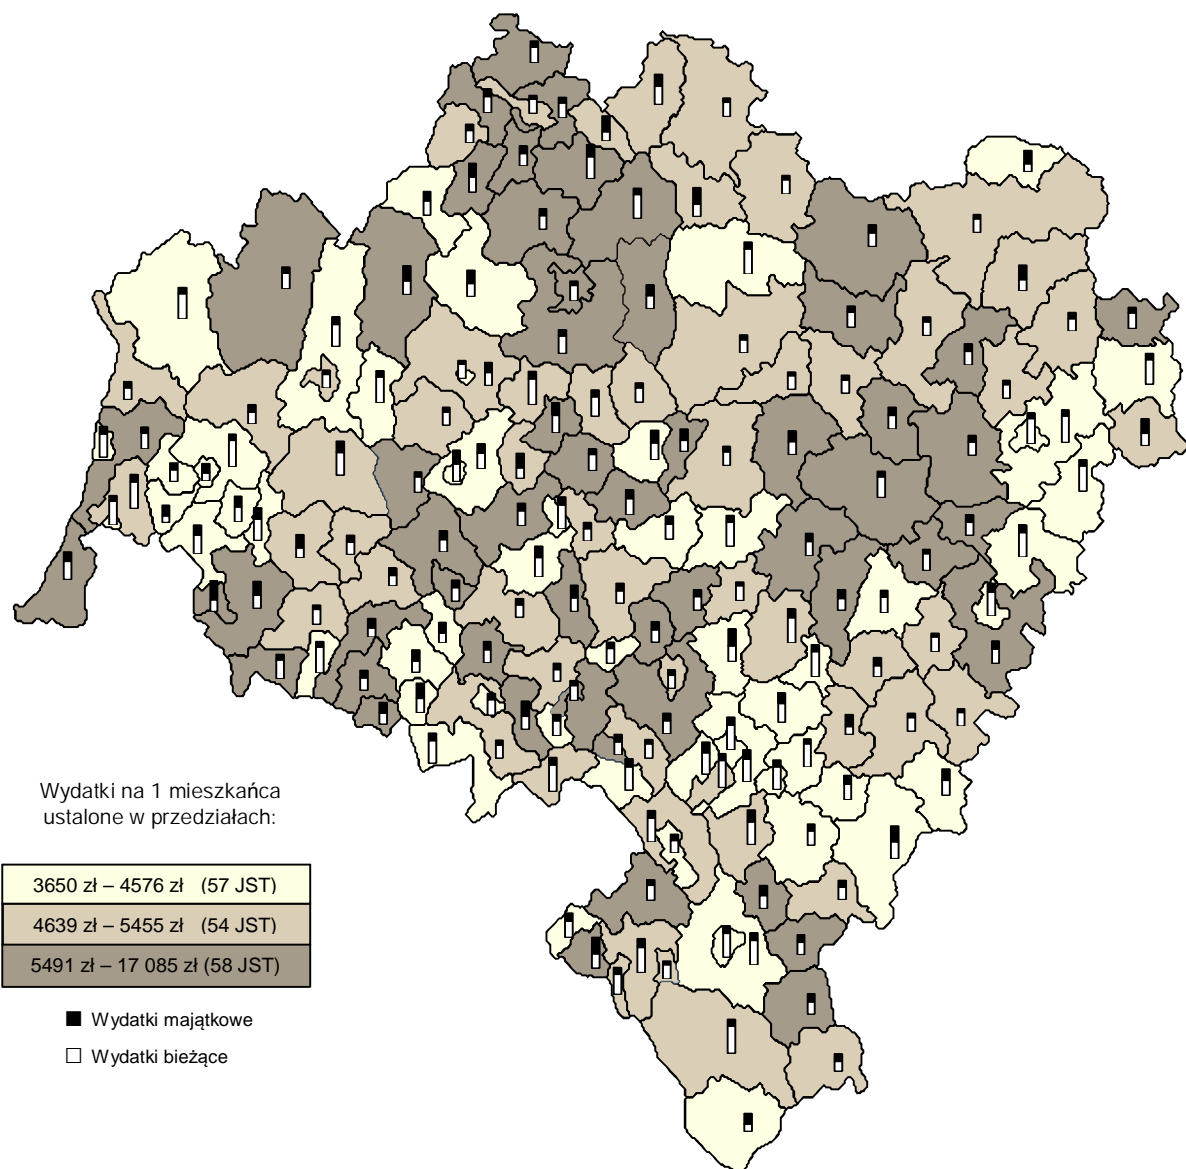 Wydatki na 1 mieszkańca
ustalone w przedziałach:
3650 zł – 4576 zł (57 JST)
4639 zł – 5455 zł (54 JST)
5491 zł – 17 085 zł (58 JST)
Wydatki majątkowe
Wydatki bieżące